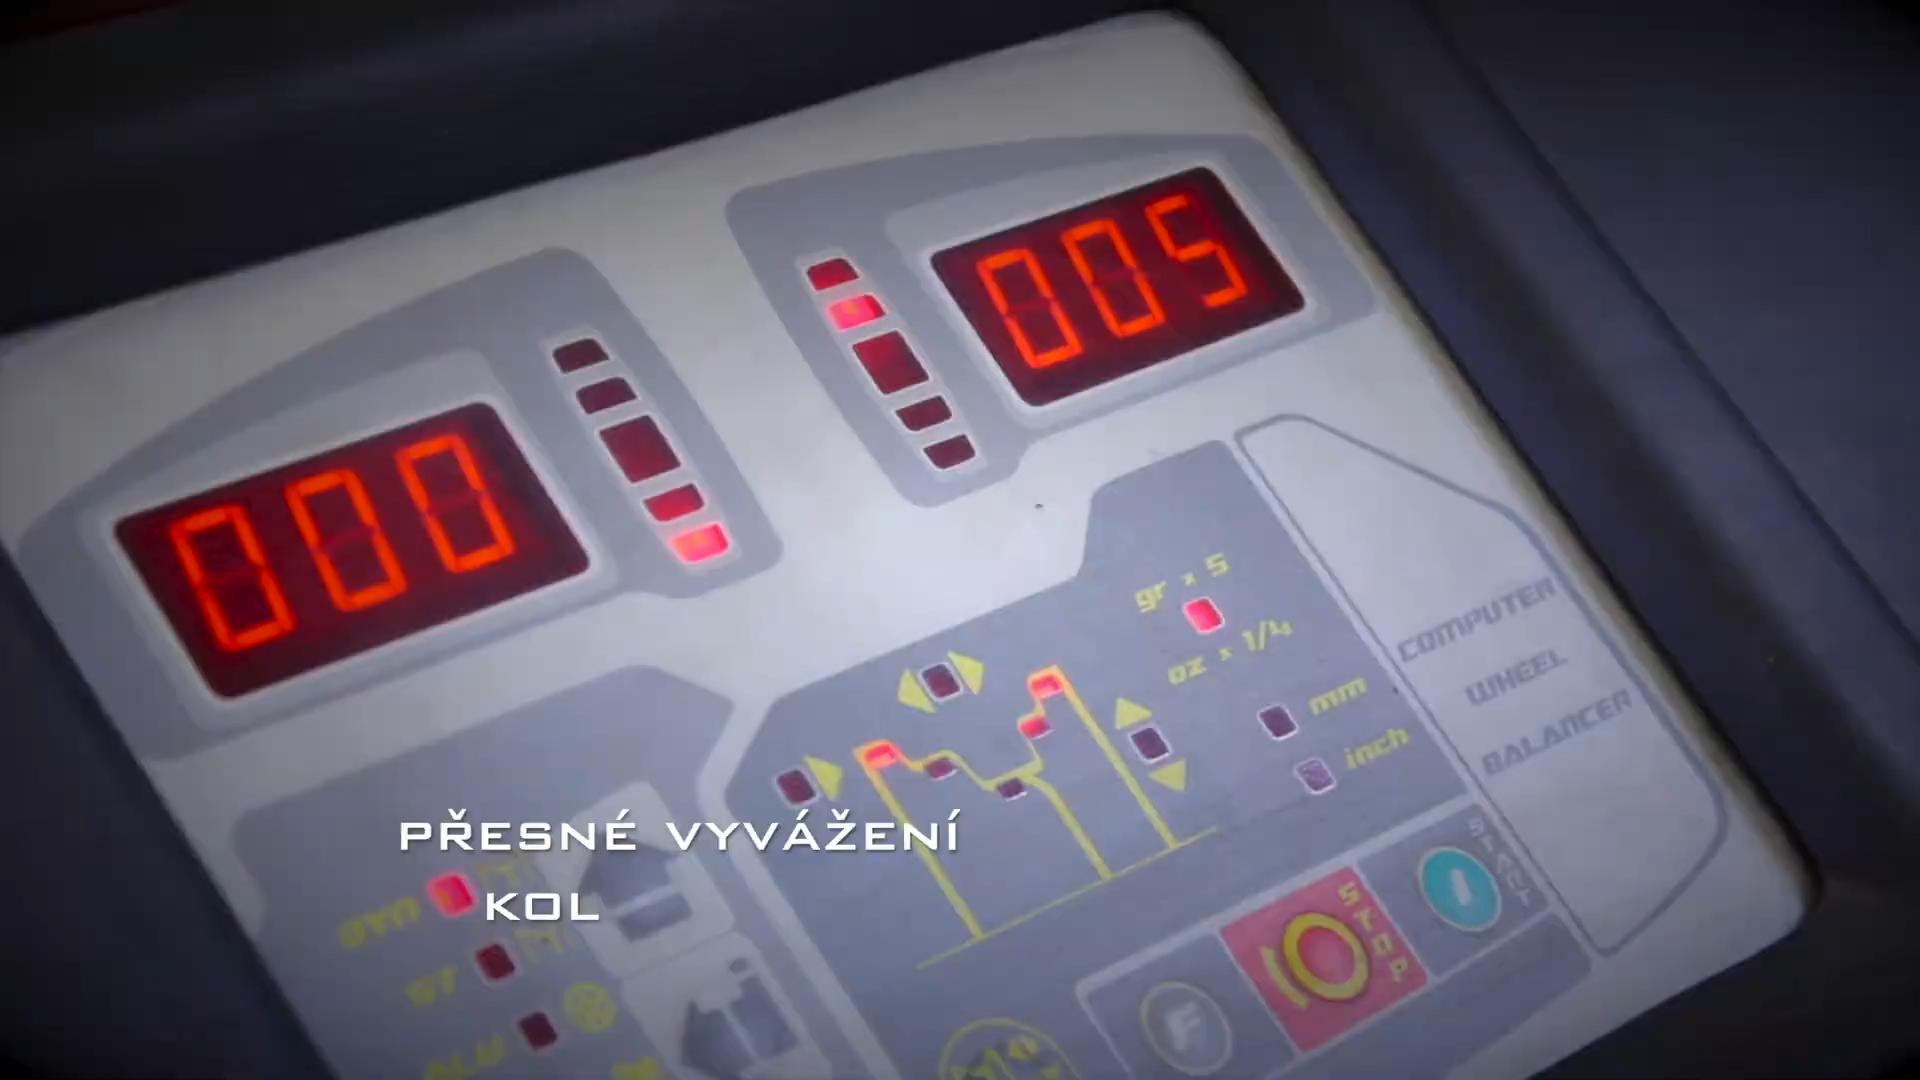 000
005
gr x 5
oz x 1/4
mm
inch
COMPUTER
WHEEL
BALANCER
PŘESNÉ VYVÁŽENÍ
KOL
DYN
ST
ALU
START
STOP
F